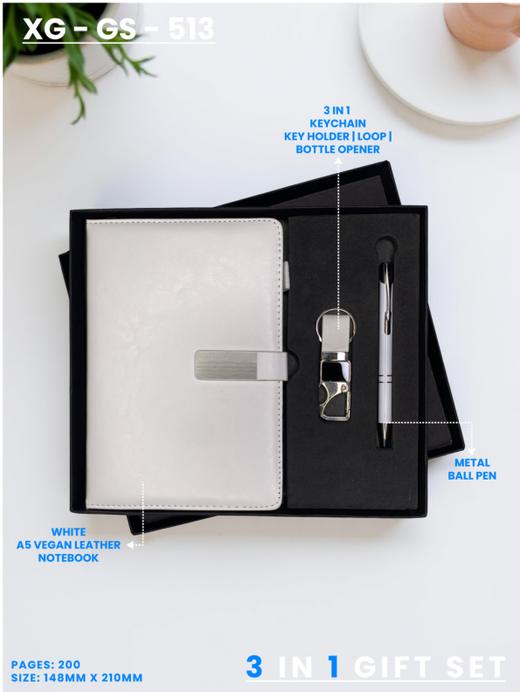 XG - GS - 513
3 IN 1
KEYCHAIN
KEY HOLDER | LOOP |
BOTTLE OPENER
METAL
BALL PEN
WHITE
A5 VEGAN LEATHER
NOTEBOOK
PAGES: 200
SIZE: 148MM X 210MM
3 IN 1 GIFT SET